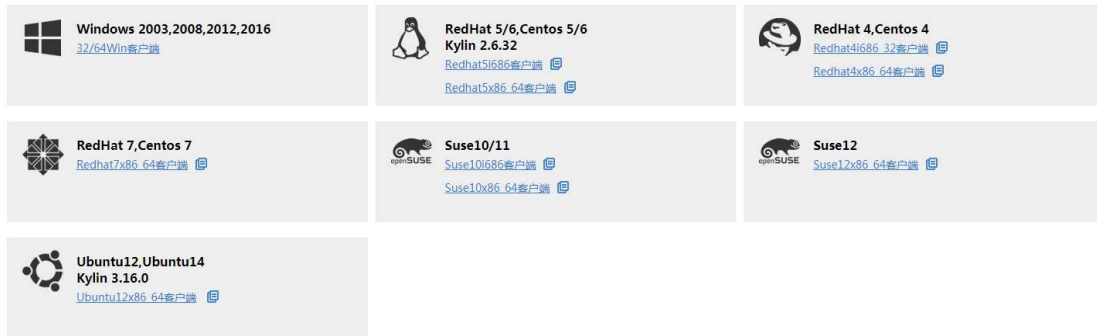 Windows 2003,2008,2012,2016
32/64Win客户端
RedHat 5/6,Centos 5/6
Kylin 2.6.32
Redhat5i686客户端
Redhat5x86_64客户端
RedHat 4,Centos 4
Redhat4i686_32客户端
Redhat4x86_64客户端
RedHat 7,Centos 7
Redhat7x86_64客户端
openSUSE
Suse10/11
Suse10i686客户端
Suse10x86_64客户端
openSUSE
Suse12
Suse12x86_64客户端
Ubuntu12,Ubuntu14
Kylin 3.16.0
Ubuntu12x86_64客户端